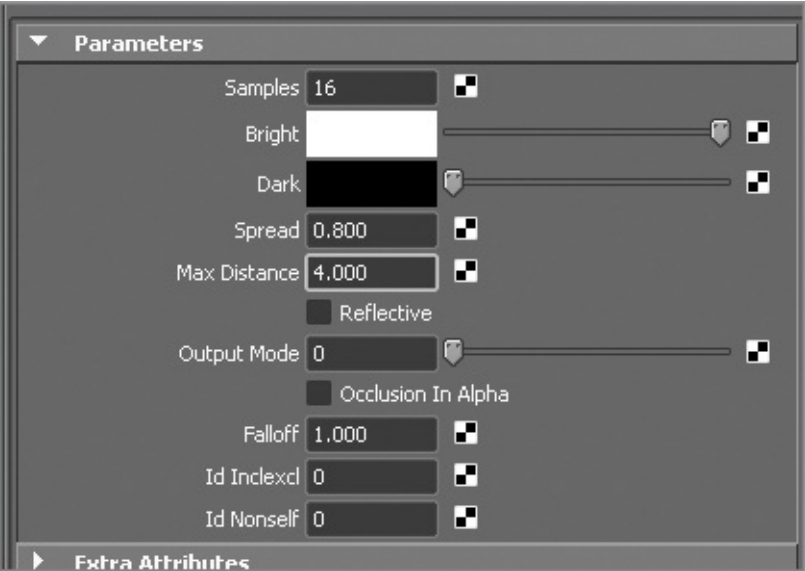 Parameters
Samples 16
Bright
Dark
Spread 0.800
Max Distance 4.000
Reflective
Output Mode 0
Occlusion In Alpha
Falloff 1.000
Id Inclexcl 0
Id Nonself 0
Extra Attributes